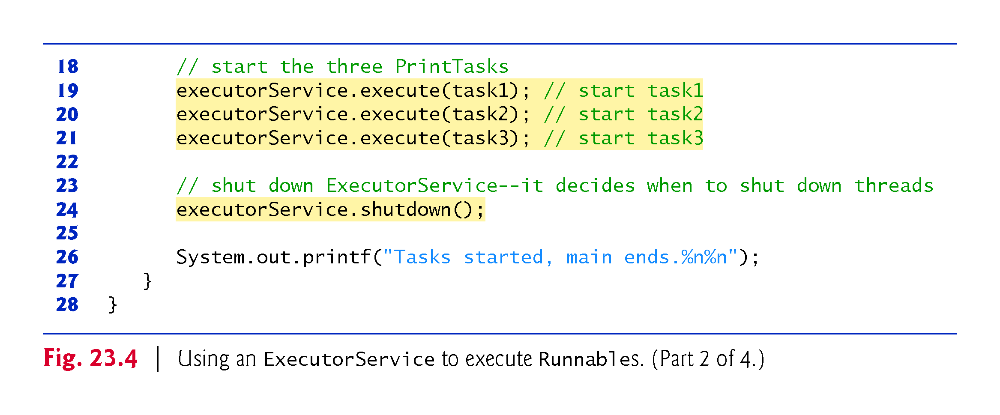 18 // start the three PrintTasks
19 executorService.execute(task1); // start task1
20 executorService.execute(task2); // start task2
21 executorService.execute(task3); // start task3
22
23 // shut down ExecutorService--it decides when to shut down threads
24 executorService.shutdown();
25
26 System.out.printf("Tasks started, main ends.%n%n");
27 }
28 }
Fig. 23.4 | Using an ExecutorService to execute Runnables. (Part 2 of 4.)